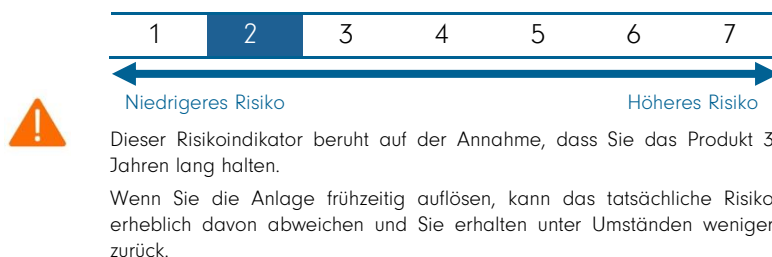 1 2 3 4 5 6 7
Niedrigeres Risiko Höheres Risiko
Dieser Risikoindikator beruht auf der Annahme, dass Sie das Produkt 3
Jahren lang halten.
Wenn Sie die Anlage frühzeitig auflösen, kann das tatsächliche Risiko
erheblich davon abweichen und Sie erhalten unter Umständen weniger
zurück.